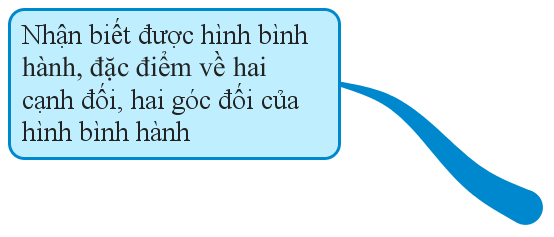 Nhận biết được hình bình
hành, đặc điểm về hai
cạnh đối, hai góc đối của
hình bình hành